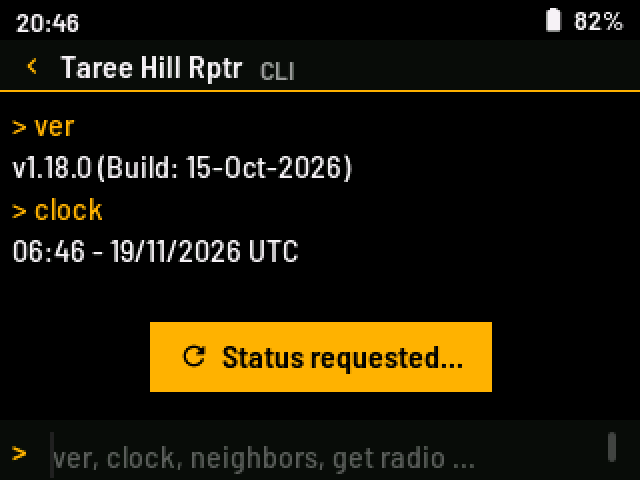 20:46 82%
Taree Hill Rptr CLI
> ver
v1.18.0 (Build: 15-Oct-2026)
> clock
06:46 - 19/11/2026 UTC
Status requested...
> ver, clock, neighbors, get radio ...